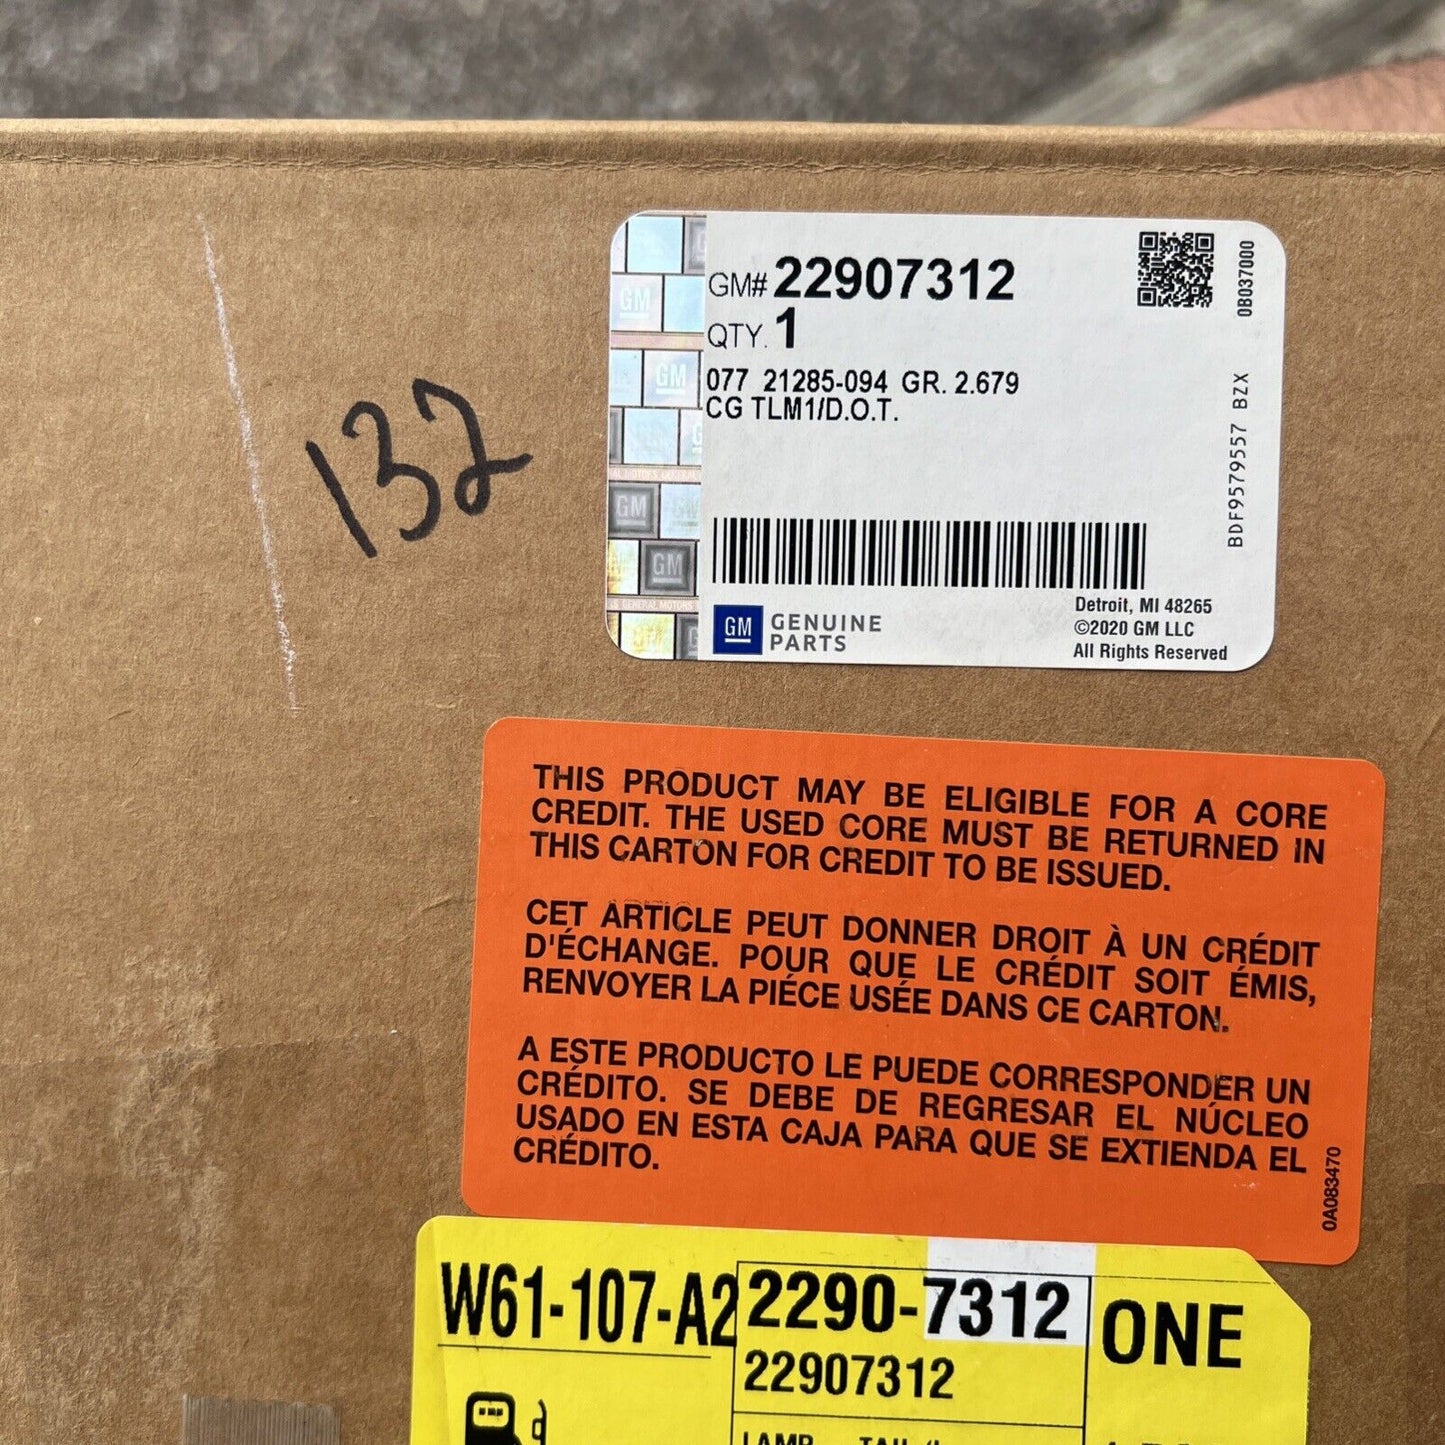 132
GM# 22907312
QTY. 1
077 21285-094 GR. 2.679
CG TLM1/D.O.T.
0B037000
BDF9579557 BZX
GM GENUINE
PARTS
Detroit, MI 48265
©2020 GM LLC
All Rights Reserved
GM
GM
GM
GM
THIS PRODUCT MAY BE ELIGIBLE FOR A CORE
CREDIT. THE USED CORE MUST BE RETURNED IN
THIS CARTON FOR CREDIT TO BE ISSUED.
CET ARTICLE PEUT DONNER DROIT À UN CRÉDIT
D'ÉCHANGE. POUR QUE LE CRÉDIT SOIT ÉMIS,
RENVOYER LA PIÉCE USÉE DANS CE CARTON.
A ESTE PRODUCTO LE PUEDE CORRESPONDER UN
CRÉDITO. SE DEBE DE REGRESAR EL NÚCLEO
USADO EN ESTA CAJA PARA QUE SE EXTIENDA EL
CRÉDITO.
0A083470
W61-107-A2
2290-7312
ONE
22907312
LAMP